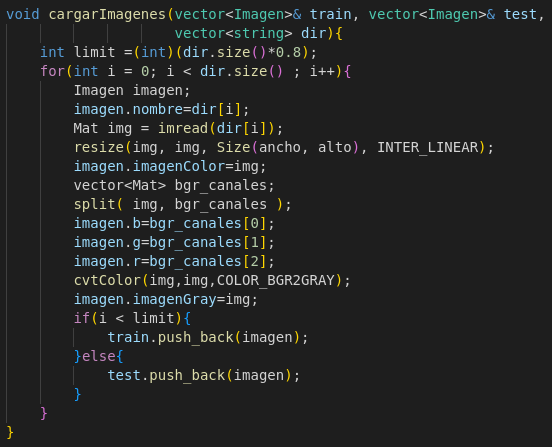 void cargarImagenes(vector<Imagen>& train, vector<Imagen>& test,
                    vector<string> dir){
    int limit =(int)(dir.size()*0.8);
    for(int i = 0; i < dir.size() ; i++){
        Imagen imagen;
        imagen.nombre=dir[i];
        Mat img = imread(dir[i]);
        resize(img, img, Size(ancho, alto), INTER_LINEAR);
        imagen.imagenColor=img;
        vector<Mat> bgr_canales;
        split( img, bgr_canales );
        imagen.b=bgr_canales[0];
        imagen.g=bgr_canales[1];
        imagen.r=bgr_canales[2];
        cvtColor(img,img,COLOR_BGR2GRAY);
        imagen.imagenGray=img;
        if(i < limit){
            train.push_back(imagen);
        }else{
            test.push_back(imagen);
        }
    }
}